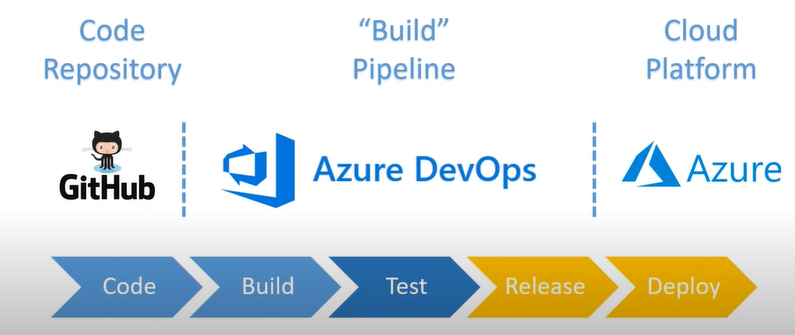 Code
Repository
“Build”
Pipeline
Cloud
Platform
GitHub
Azure DevOps
Azure
Code
Build
Test
Release
Deploy